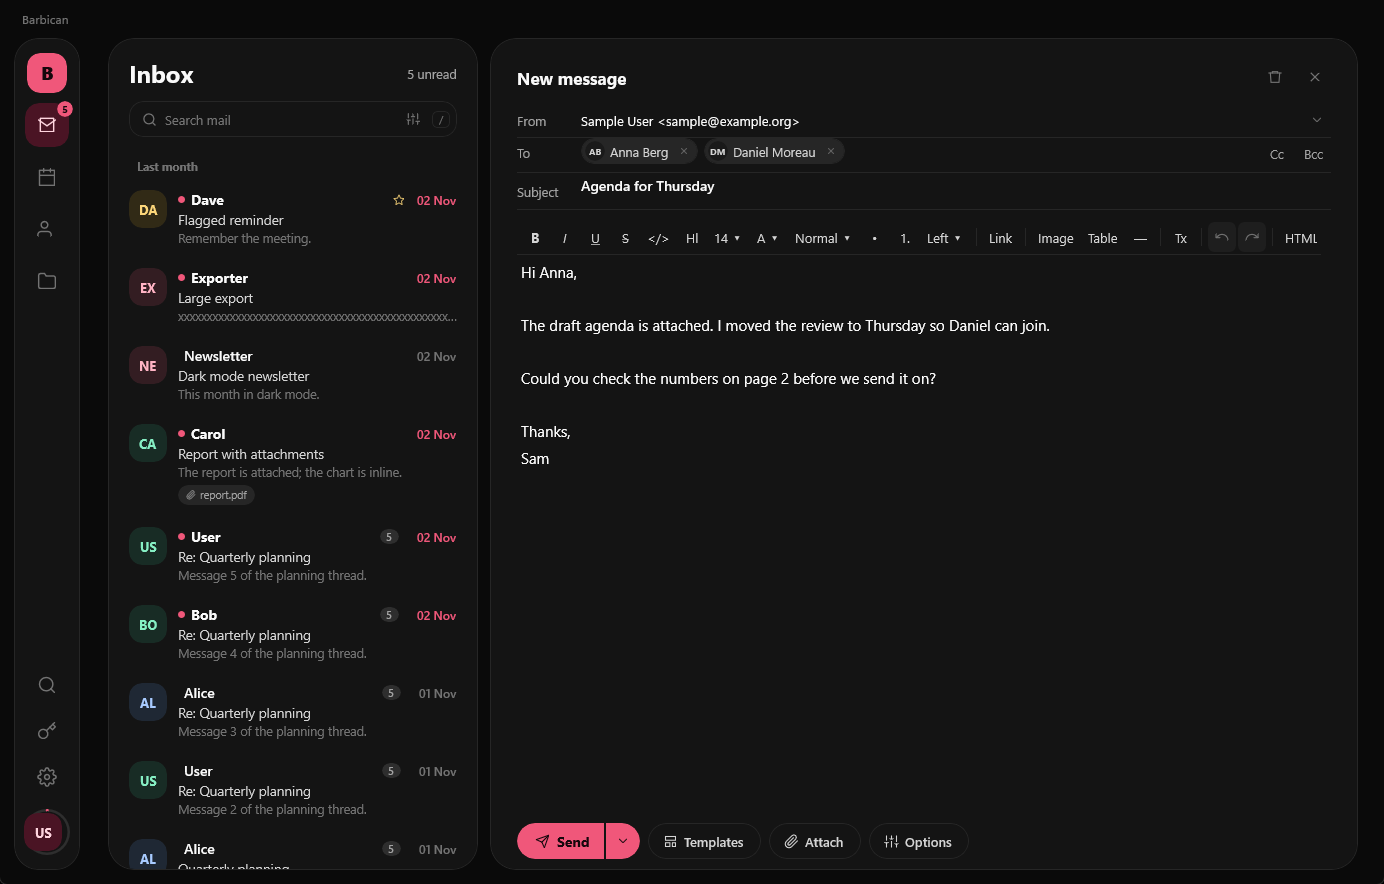 Barbican
B
5
US
Inbox
5 unread
Search mail
/
Last month
DA
Dave
02 Nov
Flagged reminder
Remember the meeting.
EX
Exporter
02 Nov
Large export
NE
Newsletter
02 Nov
Dark mode newsletter
This month in dark mode.
CA
Carol
02 Nov
Report with attachments
The report is attached; the chart is inline.
report.pdf
US
User
5
02 Nov
Re: Quarterly planning
Message 5 of the planning thread.
BO
Bob
5
02 Nov
Re: Quarterly planning
Message 4 of the planning thread.
AL
Alice
5
01 Nov
Re: Quarterly planning
Message 3 of the planning thread.
US
User
5
01 Nov
Re: Quarterly planning
Message 2 of the planning thread.
AL
Alice
5
01 Nov
Quarterly planning
New message
From
Sample User <sample@example.org>
To
AB Anna Berg ×
DM Daniel Moreau ×
Cc
Bcc
Subject
Agenda for Thursday
B I U S </> Hl 14 ▾ A ▾ Normal ▾ • 1. Left ▾ Link Image Table — Tx HTML
Hi Anna,
The draft agenda is attached. I moved the review to Thursday so Daniel can join.
Could you check the numbers on page 2 before we send it on?
Thanks,
Sam
Send
Templates
Attach
Options